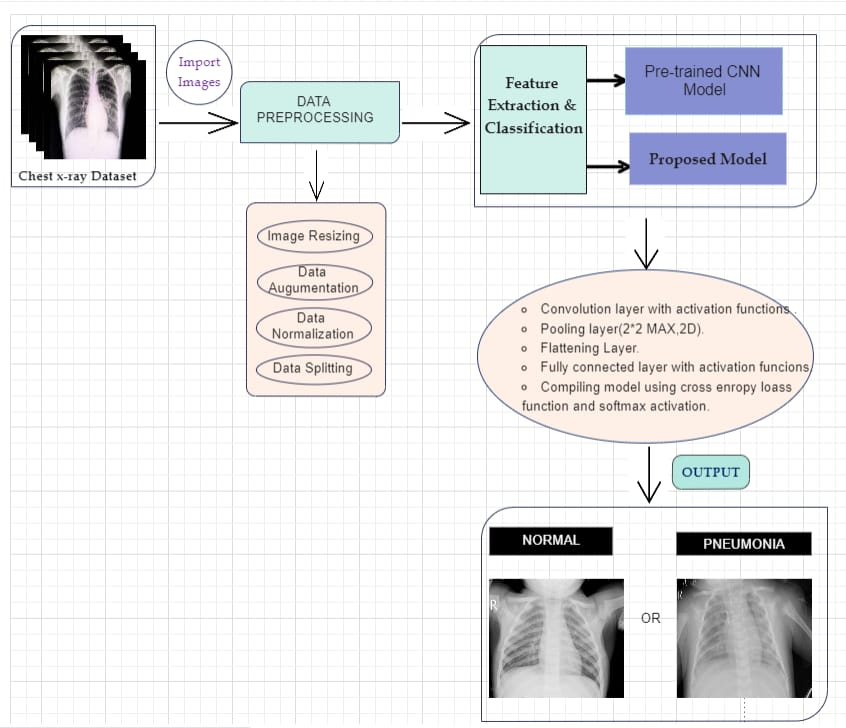 Chest x-ray Dataset
Import
Images
DATA
PREPROCESSING
Image Resizing
Data
Augumentation
Data
Normalization
Data Splitting
Feature
Extraction &
Classification
Pre-trained CNN
Model
Proposed Model
Convolution layer with activation functions .
Pooling layer(2*2 MAX,2D).
Flattening Layer.
Fully connected layer with activation funcions
Compiling model using cross enropy loass
function and softmax activation.
OUTPUT
NORMAL
PNEUMONIA
R
OR
R